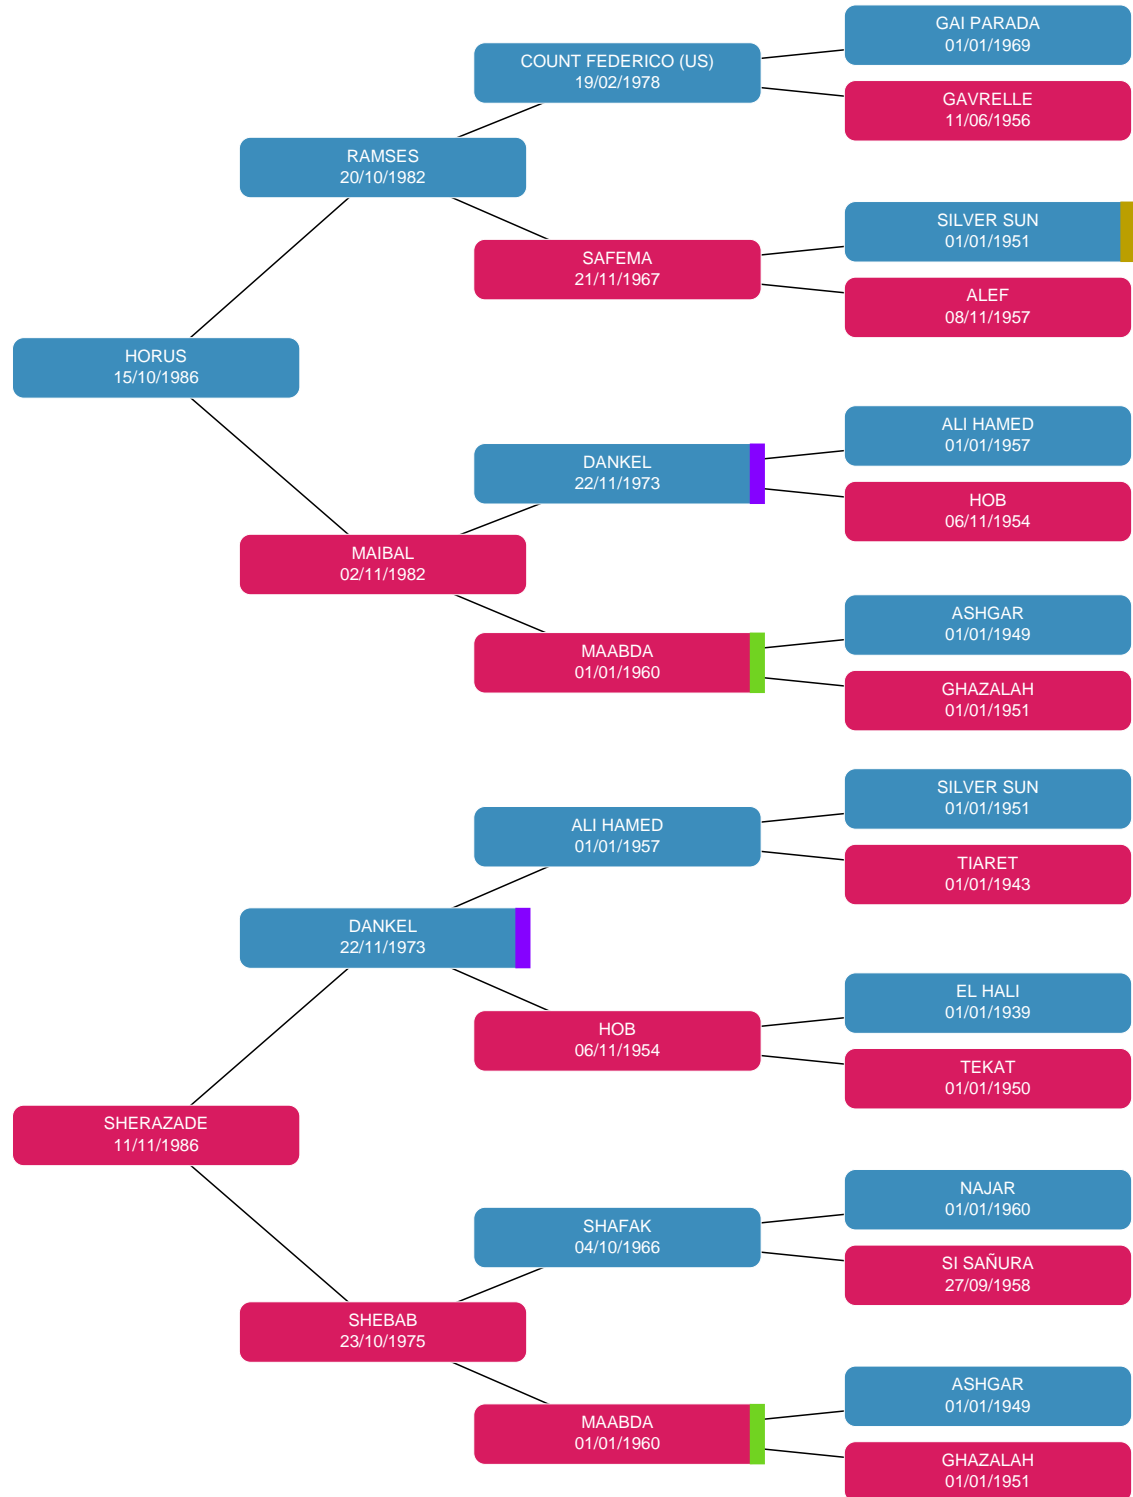 GAI PARADA
01/01/1969
COUNT FEDERICO (US)
19/02/1978
GAVRELLE
11/06/1956
RAMSES
20/10/1982
SILVER SUN
01/01/1951
SAFEMA
21/11/1967
ALEF
08/11/1957
HORUS
15/10/1986
ALI HAMED
01/01/1957
DANKEL
22/11/1973
HOB
06/11/1954
MAIBAL
02/11/1982
ASHGAR
01/01/1949
MAABDA
01/01/1960
GHAZALAH
01/01/1951
SILVER SUN
01/01/1951
ALI HAMED
01/01/1957
TIARET
01/01/1943
DANKEL
22/11/1973
EL HALI
01/01/1939
HOB
06/11/1954
TEKAT
01/01/1950
SHERAZADE
11/11/1986
NAJAR
01/01/1960
SHAFAK
04/10/1966
SI SAÑURA
27/09/1958
SHEBAB
23/10/1975
ASHGAR
01/01/1949
MAABDA
01/01/1960
GHAZALAH
01/01/1951